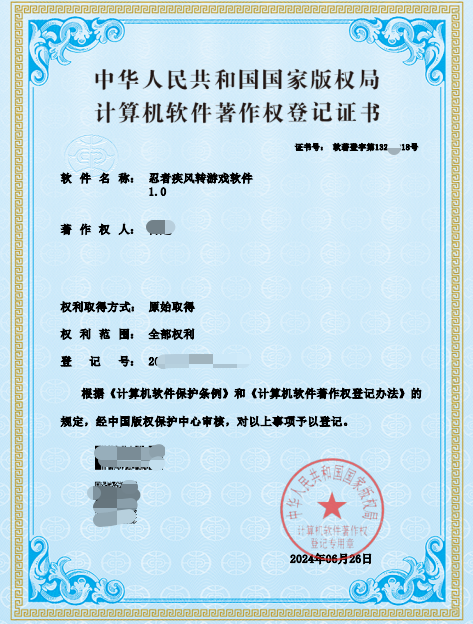 中华人民共和国国家版权局
计算机软件著作权登记证书
证书号： 软著登字第132 18号
软件名称： 忍者疾风转游戏软件
1.0
著作权人：
权利取得方式： 原始取得
权利范围： 全部权利
登记号： 20
根据《计算机软件保护条例》和《计算机软件著作权登记办法》的
规定，经中国版权保护中心审核，对以上事项予以登记。
中华人民共和国国家版权局
计算机软件著作权
登记专用章
2024年06月26日